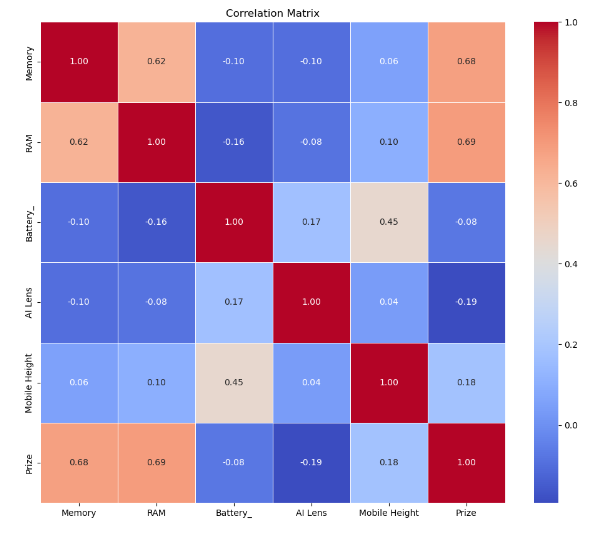 Correlation Matrix
Memory 1.00 0.62 -0.10 -0.10 0.06 0.68
RAM 0.62 1.00 -0.16 -0.08 0.10 0.69
Battery_ -0.10 -0.16 1.00 0.17 0.45 -0.08
AI Lens -0.10 -0.08 0.17 1.00 0.04 -0.19
Mobile Height 0.06 0.10 0.45 0.04 1.00 0.18
Prize 0.68 0.69 -0.08 -0.19 0.18 1.00
Memory RAM Battery_ AI Lens Mobile Height Prize
1.0
0.8
0.6
0.4
0.2
0.0